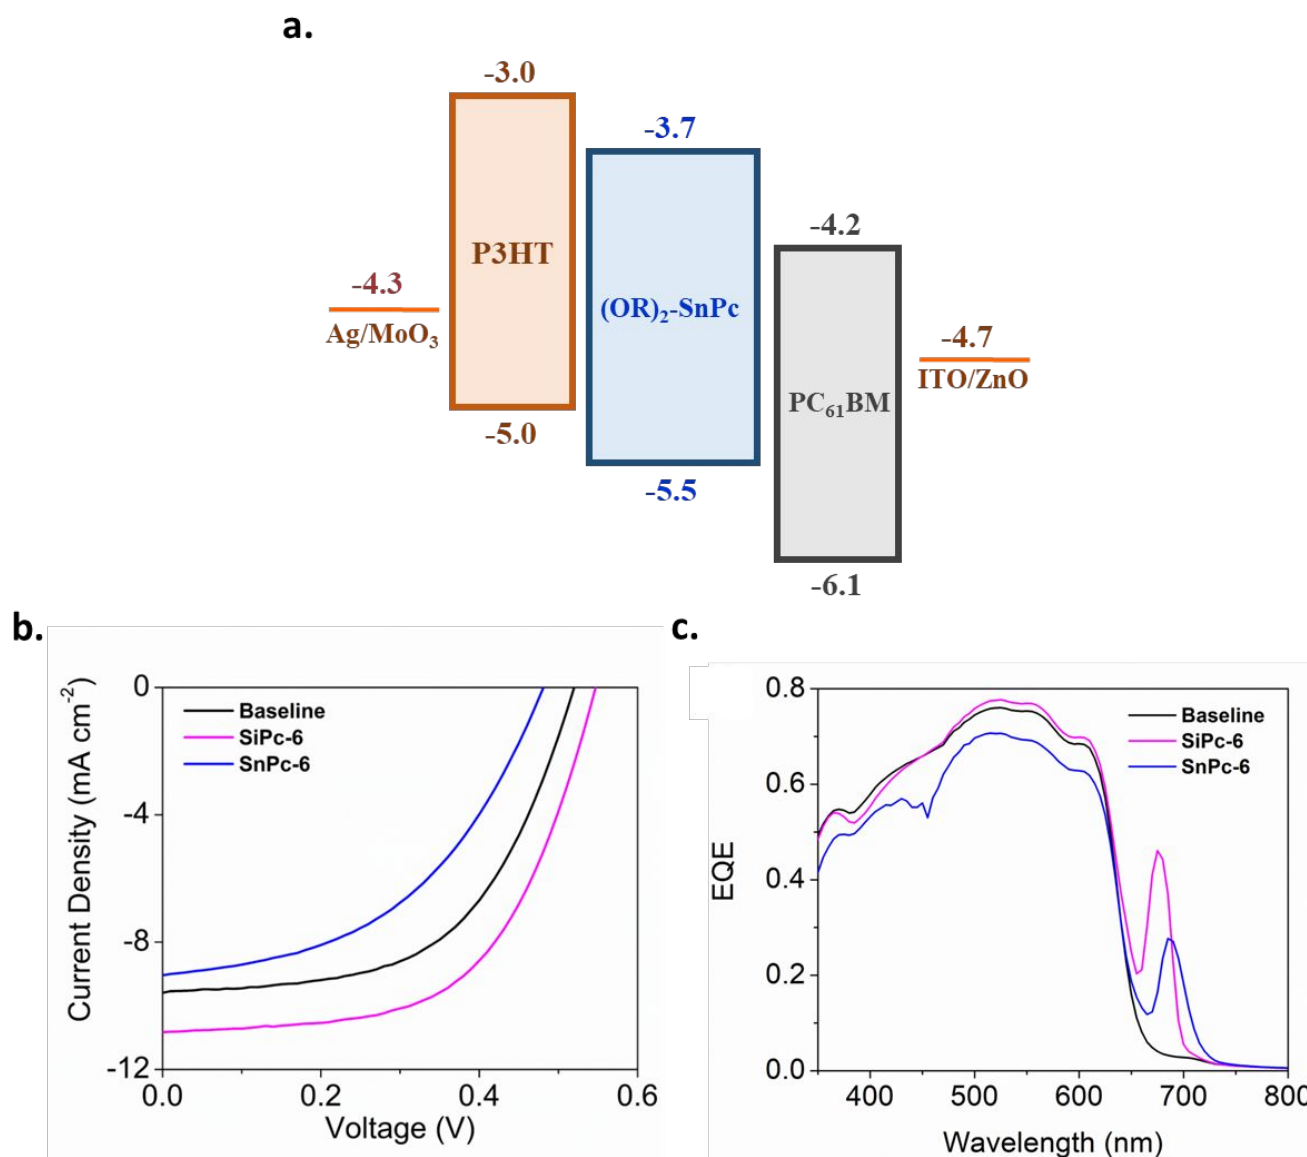 a.
-3.0
-3.7
-4.2
P3HT
-4.3
(OR)₂-SnPc
Ag/MoO₃
-4.7
ITO/ZnO
PC₆₁BM
-5.0
-5.5
-6.1
b.
0
-4
-8
-12
Current Density (mA cm⁻²)
Baseline
SiPc-6
SnPc-6
0.0
0.2
0.4
0.6
Voltage (V)
c.
0.8
0.6
0.4
0.2
0.0
EQE
Baseline
SiPc-6
SnPc-6
400
500
600
700
800
Wavelength (nm)